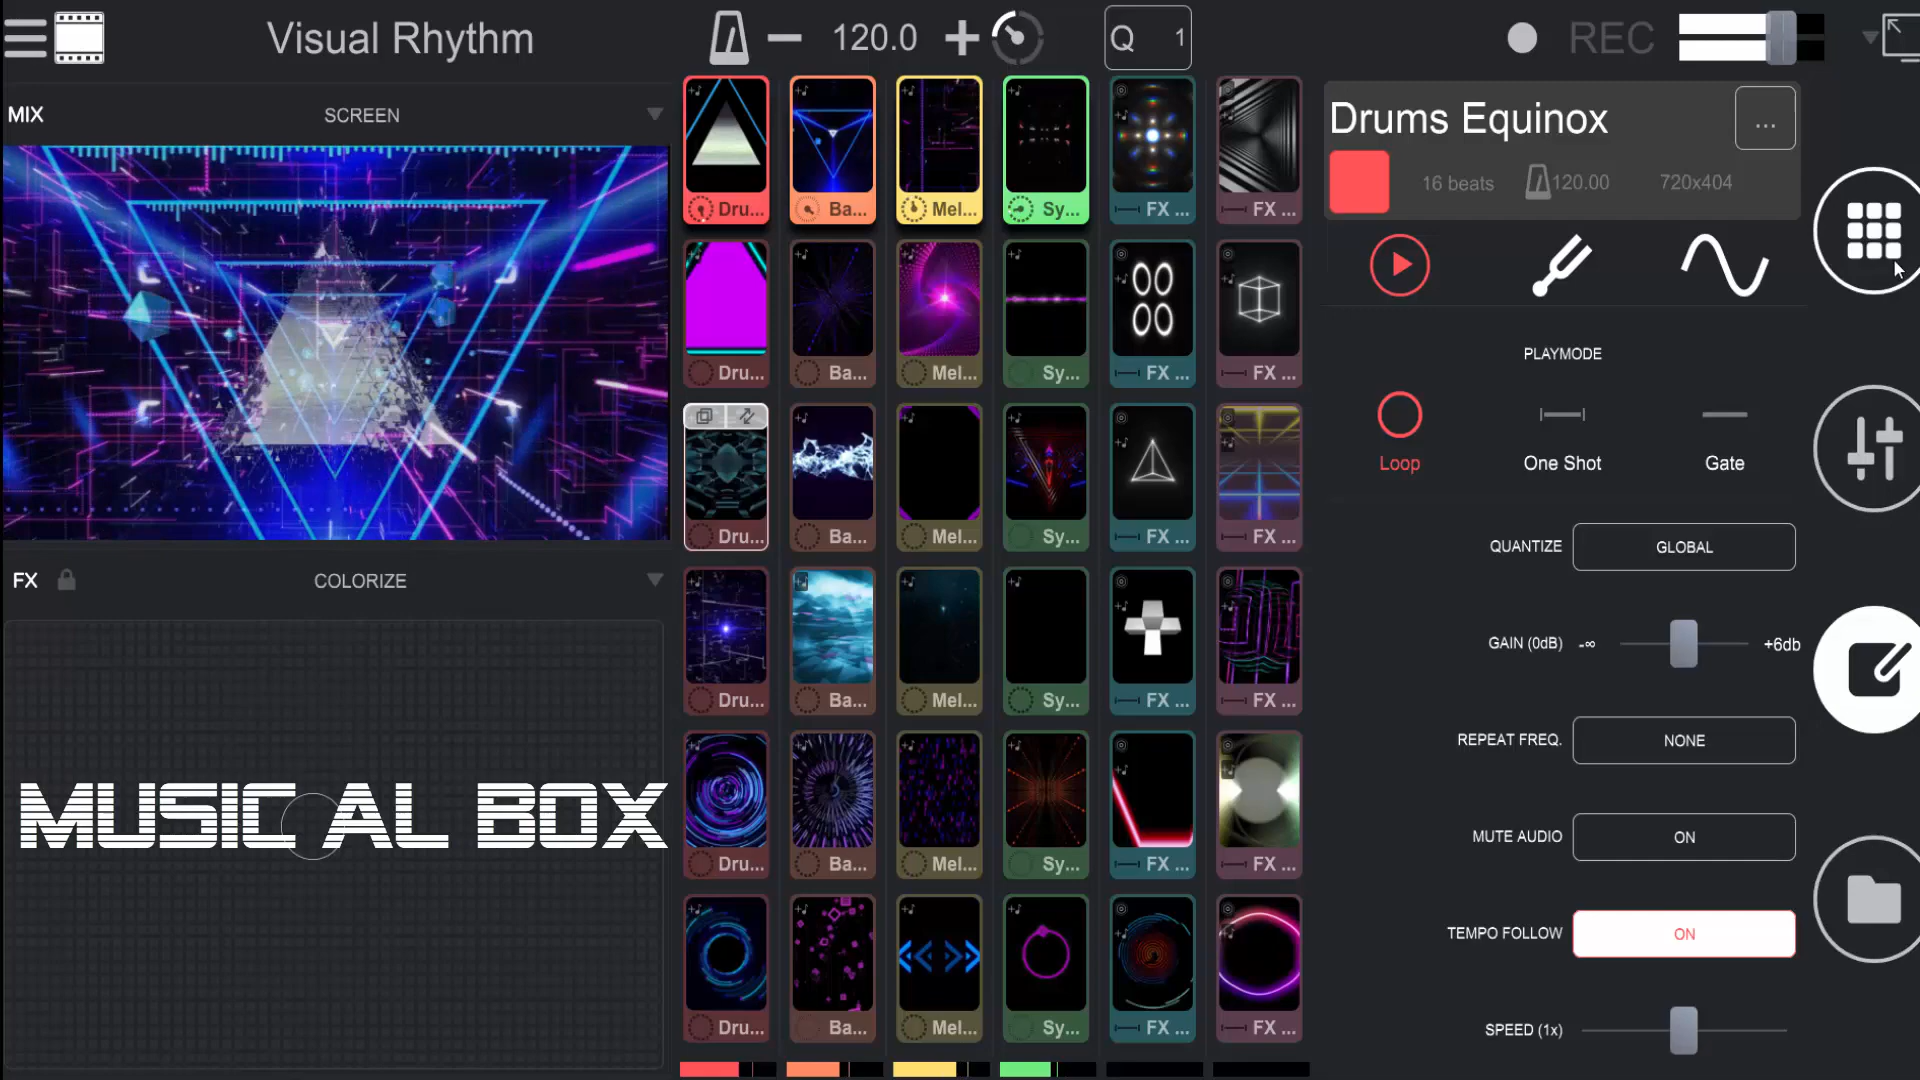 Visual Rhythm
120.0
Q 1
REC
MIX
SCREEN
Dru...
Ba...
Mel...
Sy...
FX ...
FX ...
Dru...
Ba...
Mel...
Sy...
FX ...
FX ...
Dru...
Ba...
Mel...
Sy...
FX ...
FX ...
Dru...
Ba...
Mel...
Sy...
FX ...
FX ...
Dru...
Ba...
Mel...
Sy...
FX ...
FX ...
Dru...
Ba...
Mel...
Sy...
FX ...
FX ...
FX
COLORIZE
MUSICAL BOX
Drums Equinox
...
16 beats
120.00
720x404
PLAYMODE
Loop
One Shot
Gate
QUANTIZE
GLOBAL
GAIN (0dB)
-∞
+6db
REPEAT FREQ.
NONE
MUTE AUDIO
ON
TEMPO FOLLOW
ON
SPEED (1x)